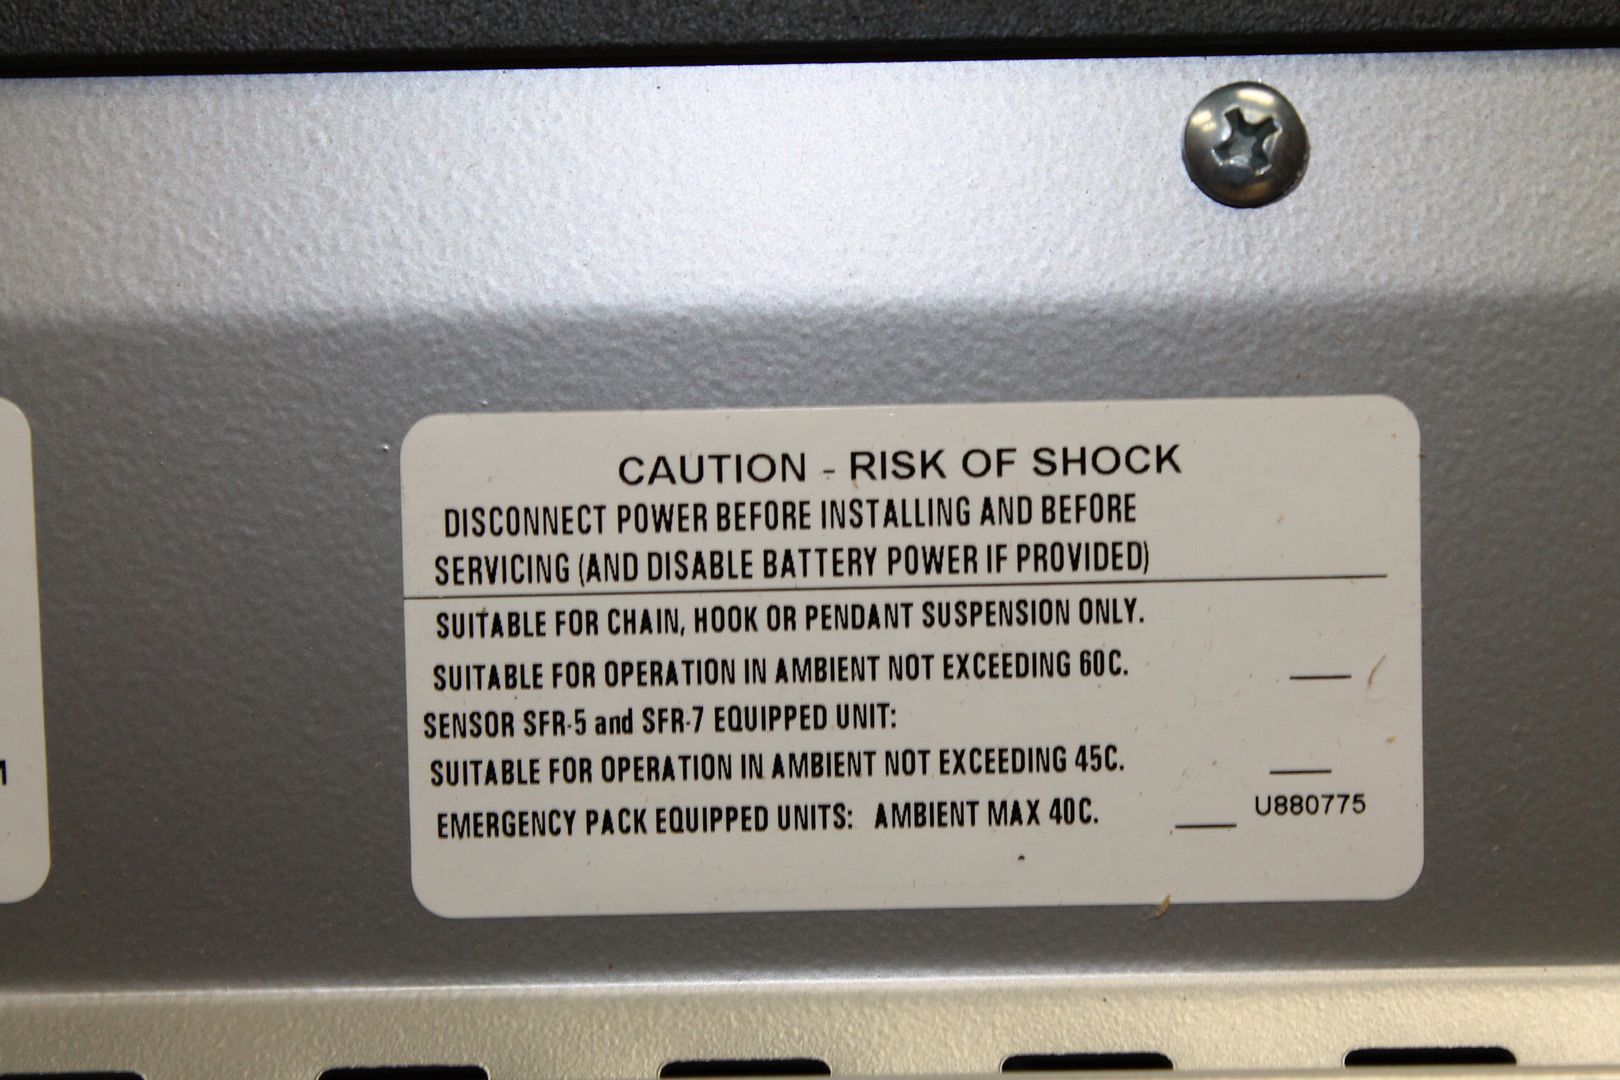 CAUTION - RISK OF SHOCK
DISCONNECT POWER BEFORE INSTALLING AND BEFORE
SERVICING (AND DISABLE BATTERY POWER IF PROVIDED)
SUITABLE FOR CHAIN, HOOK OR PENDANT SUSPENSION ONLY.
SUITABLE FOR OPERATION IN AMBIENT NOT EXCEEDING 60C. ___
SENSOR SFR-5 and SFR-7 EQUIPPED UNIT:
SUITABLE FOR OPERATION IN AMBIENT NOT EXCEEDING 45C. ___
EMERGENCY PACK EQUIPPED UNITS: AMBIENT MAX 40C. ___ U880775